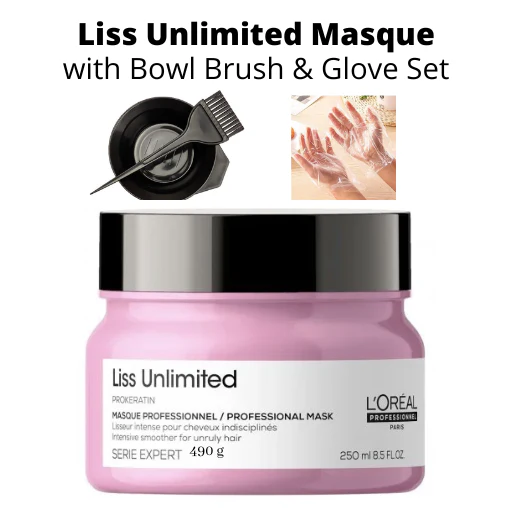 Liss Unlimited Masque
with Bowl Brush & Glove Set
Liss Unlimited
PROKERATIN
MASQUE PROFESSIONNEL / PROFESSIONAL MASK
Lisseur intense pour cheveux indisciplinés
Intensive smoother for unruly hair
SERIE EXPERT 490 g
L'ORÉAL
PROFESSIONNEL
PARIS
250 ml 8.5 FL.OZ.